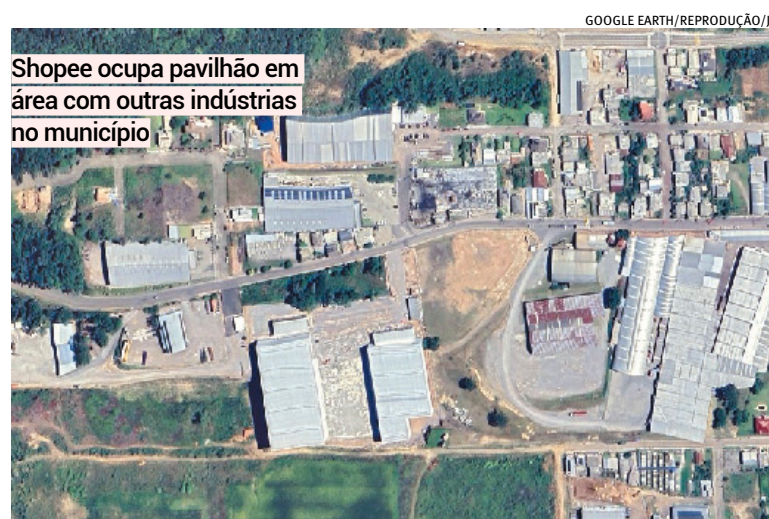 GOOGLE EARTH/REPRODUÇÃO/J
Shopee ocupa pavilhão em
área com outras indústrias
no município